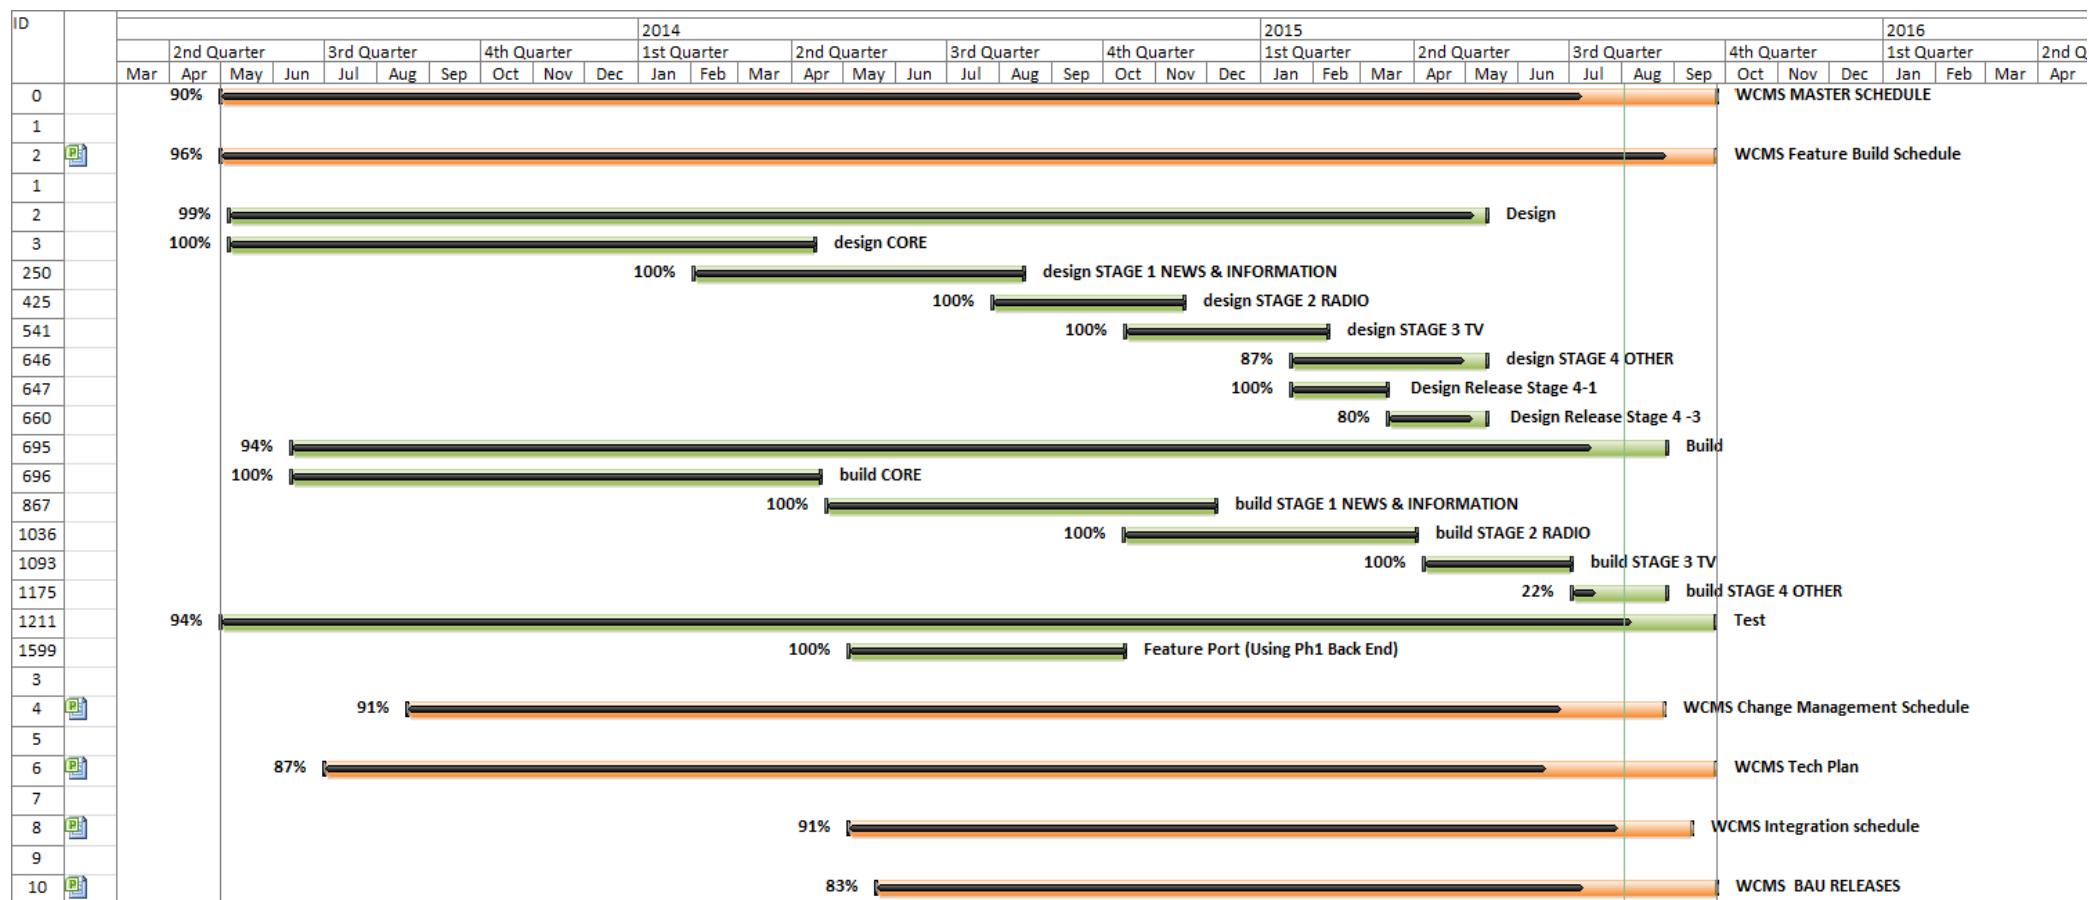 ID
2014 2015 2016
2nd Quarter 3rd Quarter 4th Quarter 1st Quarter 2nd Quarter 3rd Quarter 4th Quarter 1st Quarter 2nd Quarter 3rd Quarter 4th Quarter 1st Quarter 2nd Q
Mar Apr May Jun Jul Aug Sep Oct Nov Dec Jan Feb Mar Apr May Jun Jul Aug Sep Oct Nov Dec Jan Feb Mar Apr May Jun Jul Aug Sep Oct Nov Dec Jan Feb Mar Apr
0 90% WCMS MASTER SCHEDULE
1
2 96% WCMS Feature Build Schedule
1
2 99% Design
3 100% design CORE
250 100% design STAGE 1 NEWS & INFORMATION
425 100% design STAGE 2 RADIO
541 100% design STAGE 3 TV
646 87% design STAGE 4 OTHER
647 100% Design Release Stage 4-1
660 80% Design Release Stage 4 -3
695 94% Build
696 100% build CORE
867 100% build STAGE 1 NEWS & INFORMATION
1036 100% build STAGE 2 RADIO
1093 100% build STAGE 3 TV
1175 22% build STAGE 4 OTHER
1211 94% Test
1599 100% Feature Port (Using Ph1 Back End)
3
4 91% WCMS Change Management Schedule
5
6 87% WCMS Tech Plan
7
8 91% WCMS Integration schedule
9
10 83% WCMS BAU RELEASES